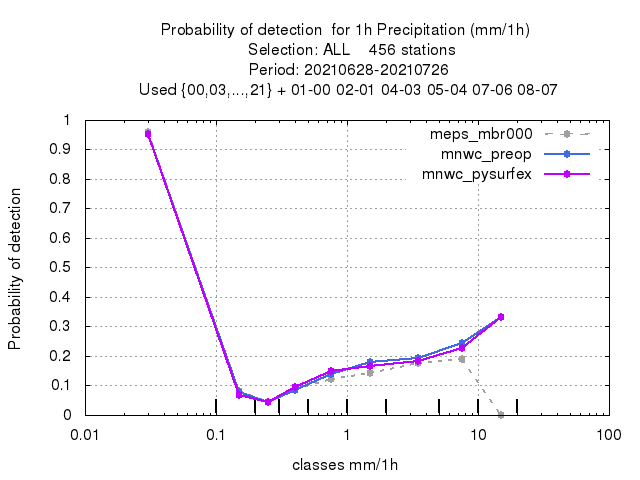 Probability of detection  for 1h Precipitation (mm/1h)
Selection: ALL    456 stations
Period: 20210628-20210726
Used {00,03,...,21} + 01-00 02-01 04-03 05-04 07-06 08-07
meps_mbr000
mnwc_preop
mnwc_pysurfex
Probability of detection
1
0.9
0.8
0.7
0.6
0.5
0.4
0.3
0.2
0.1
0
0.01
0.1
1
10
100
classes mm/1h